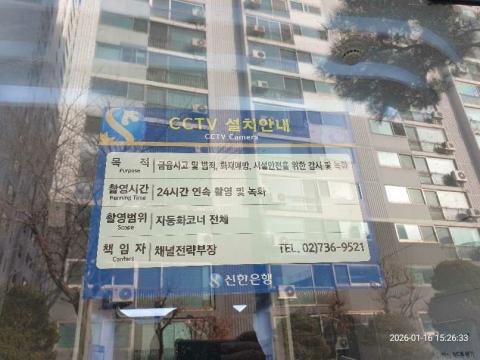 CCTV 설치안내
CCTV Camera
목 적 금융사고 및 범죄, 화재예방, 시설안전을 위한 감시 및 녹화
Purpose
촬영시간 24시간 연속 촬영 및 녹화
Running Time
촬영범위 자동화코너 전체
Scope
책 임 자 채널전략부장 TEL. 02)736-9521
Contact
신한은행
2026-01-16 15:26:33